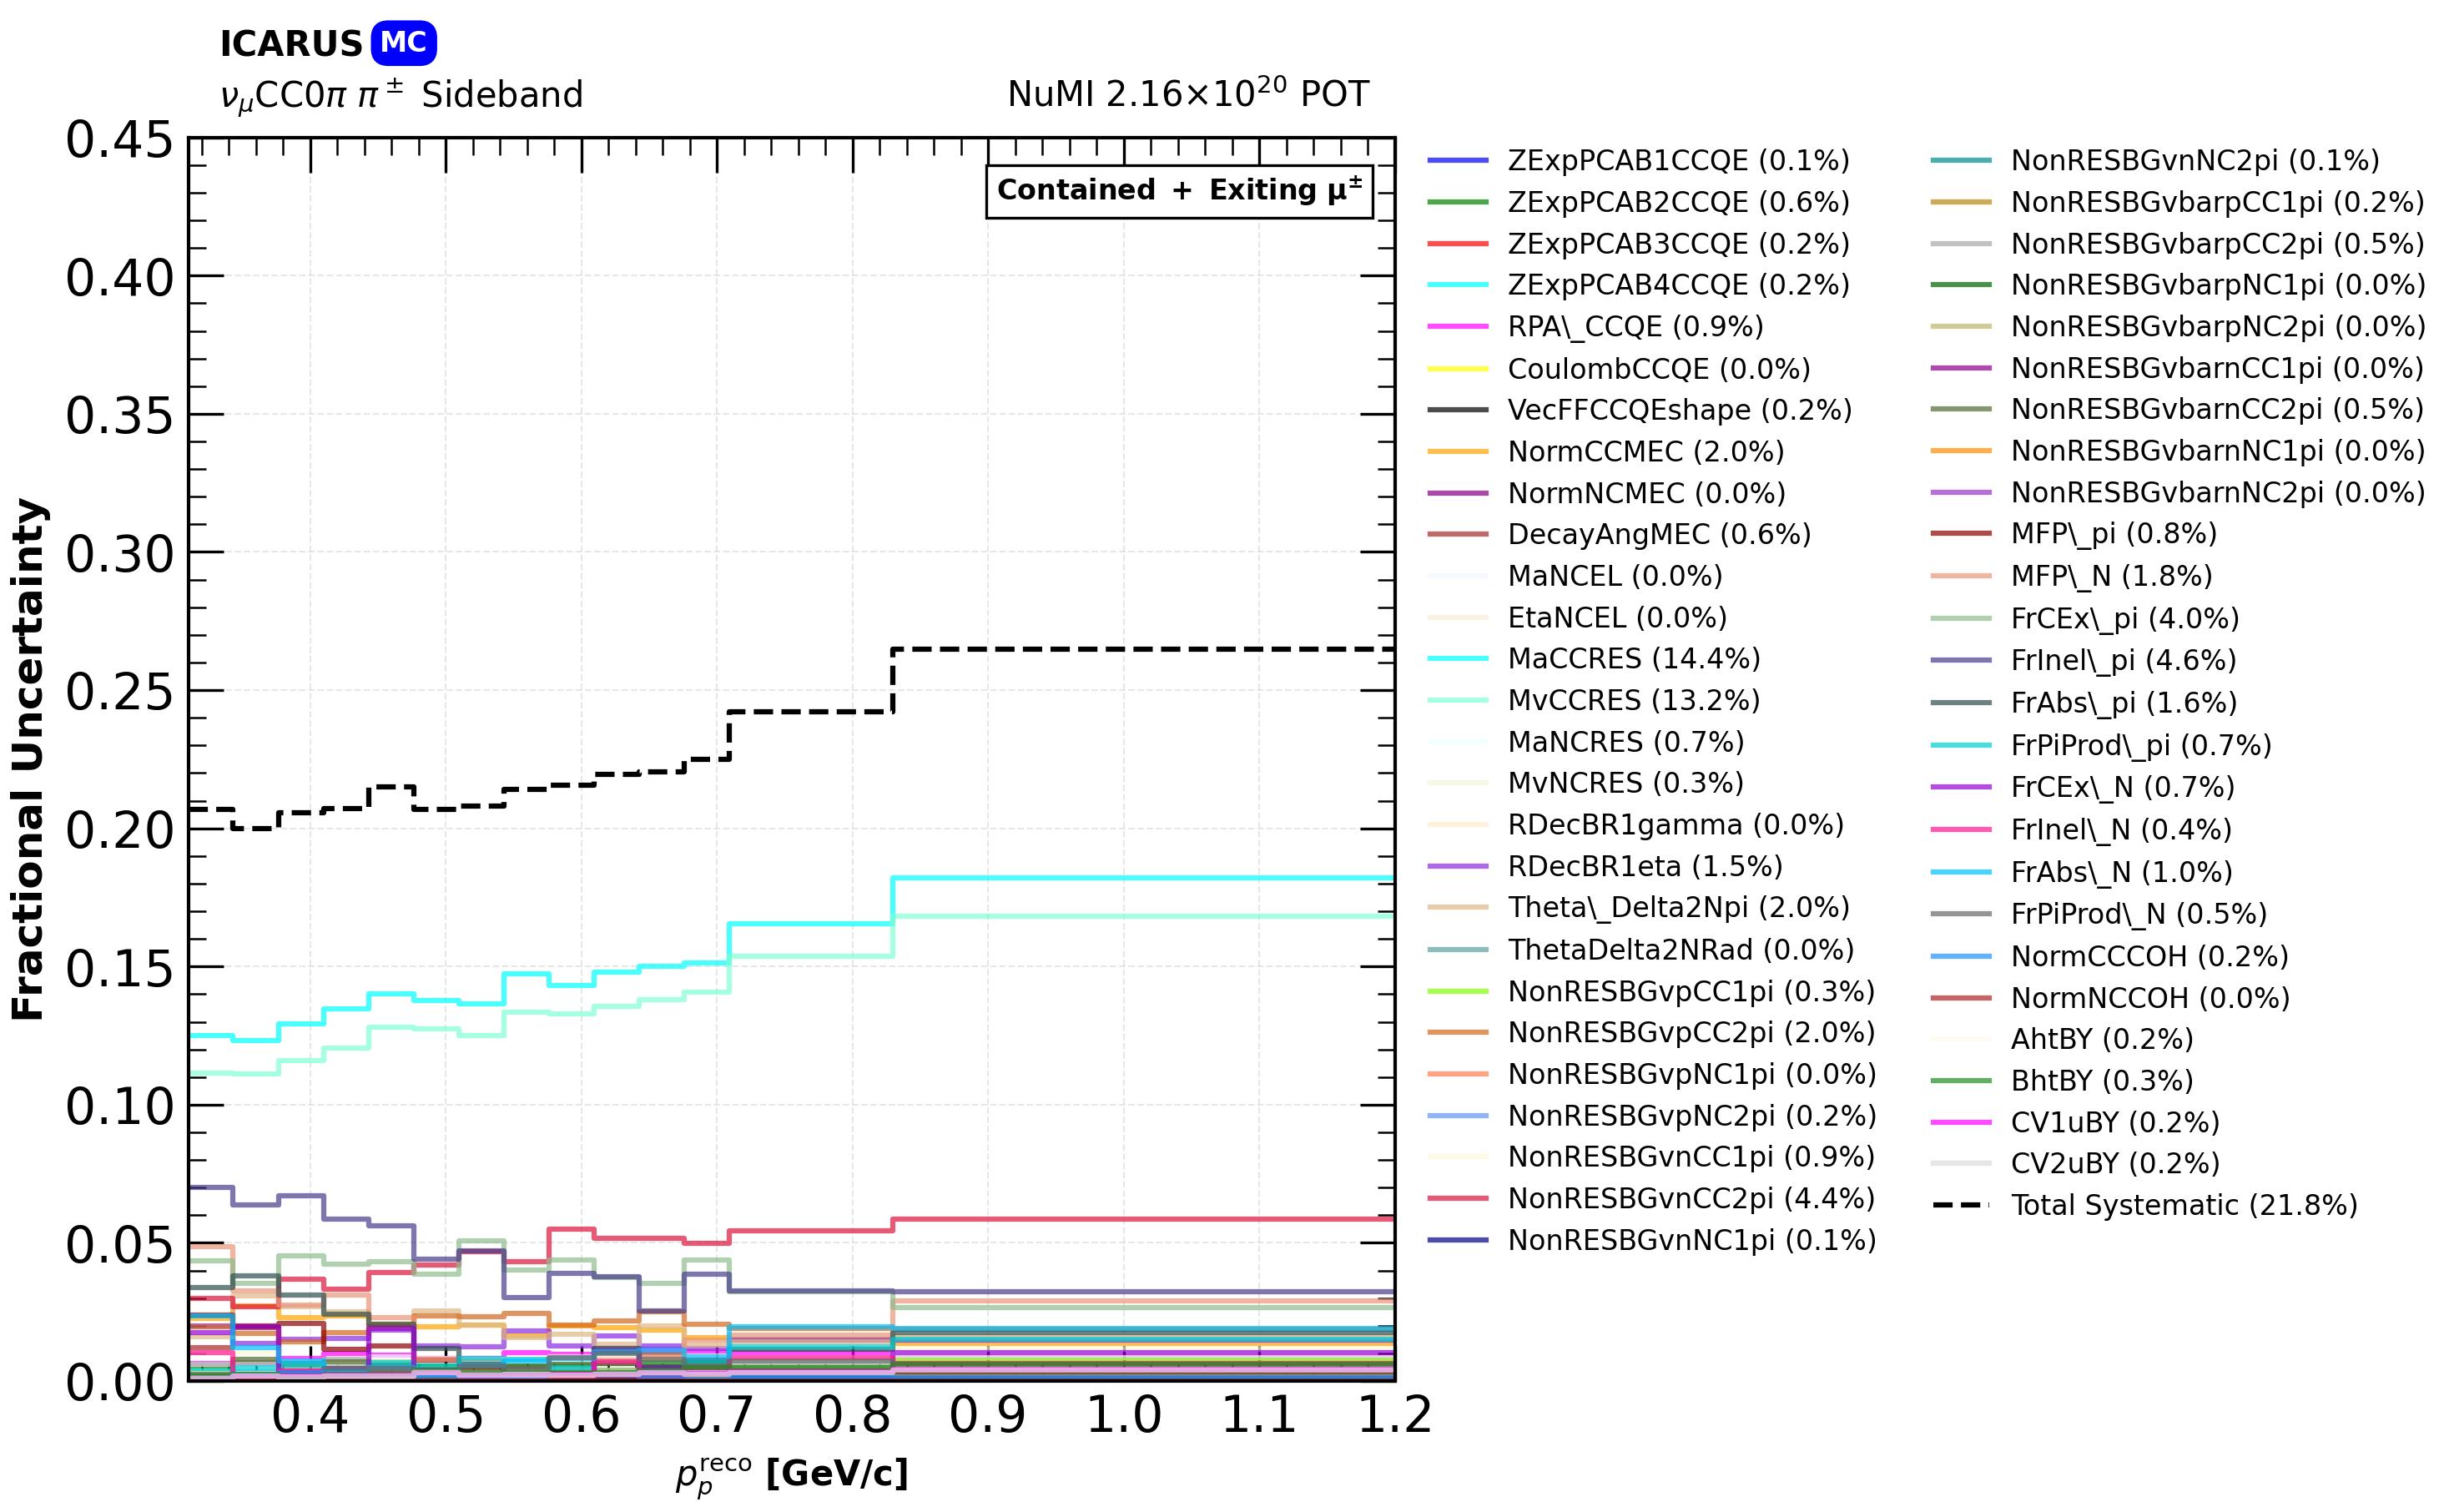 ICARUS MC
νμCC0π π± Sideband
NuMI 2.16×10²⁰ POT
Contained + Exiting μ±
Fractional Uncertainty
0.45
0.40
0.35
0.30
0.25
0.20
0.15
0.10
0.05
0.00
0.4 0.5 0.6 0.7 0.8 0.9 1.0 1.1 1.2
p_p^reco [GeV/c]
ZExpPCAB1CCQE (0.1%)
ZExpPCAB2CCQE (0.6%)
ZExpPCAB3CCQE (0.2%)
ZExpPCAB4CCQE (0.2%)
RPA\_CCQE (0.9%)
CoulombCCQE (0.0%)
VecFFCCQEshape (0.2%)
NormCCMEC (2.0%)
NormNCMEC (0.0%)
DecayAngMEC (0.6%)
MaNCEL (0.0%)
EtaNCEL (0.0%)
MaCCRES (14.4%)
MvCCRES (13.2%)
MaNCRES (0.7%)
MvNCRES (0.3%)
RDecBR1gamma (0.0%)
RDecBR1eta (1.5%)
Theta\_Delta2Npi (2.0%)
ThetaDelta2NRad (0.0%)
NonRESBGvpCC1pi (0.3%)
NonRESBGvpCC2pi (2.0%)
NonRESBGvpNC1pi (0.0%)
NonRESBGvpNC2pi (0.2%)
NonRESBGvnCC1pi (0.9%)
NonRESBGvnCC2pi (4.4%)
NonRESBGvnNC1pi (0.1%)
NonRESBGvnNC2pi (0.1%)
NonRESBGvbarpCC1pi (0.2%)
NonRESBGvbarpCC2pi (0.5%)
NonRESBGvbarpNC1pi (0.0%)
NonRESBGvbarpNC2pi (0.0%)
NonRESBGvbarnCC1pi (0.0%)
NonRESBGvbarnCC2pi (0.5%)
NonRESBGvbarnNC1pi (0.0%)
NonRESBGvbarnNC2pi (0.0%)
MFP\_pi (0.8%)
MFP\_N (1.8%)
FrCEx\_pi (4.0%)
FrInel\_pi (4.6%)
FrAbs\_pi (1.6%)
FrPiProd\_pi (0.7%)
FrCEx\_N (0.7%)
FrInel\_N (0.4%)
FrAbs\_N (1.0%)
FrPiProd\_N (0.5%)
NormCCCOH (0.2%)
NormNCCOH (0.0%)
AhtBY (0.2%)
BhtBY (0.3%)
CV1uBY (0.2%)
CV2uBY (0.2%)
Total Systematic (21.8%)